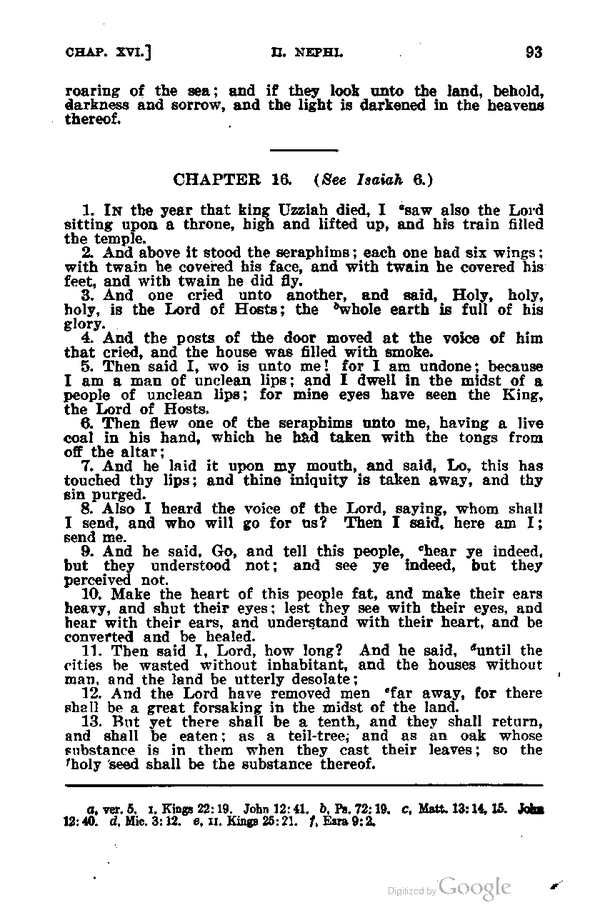 CHAP. XVI.] II. NEPHI. 93
roaring of the sea; and if they look unto the land, behold,
darkness and sorrow, and the light is darkened in the heavens
thereof.
CHAPTER 16. (See Isaiah 6.)
1. IN the year that king Uzziah died, I ᵃsaw also the Lord
sitting upon a throne, high and lifted up, and his train filled
the temple.
2. And above it stood the seraphims; each one had six wings;
with twain he covered his face, and with twain he covered his
feet, and with twain he did fly.
3. And one cried unto another, and said, Holy, holy,
holy, is the Lord of Hosts; the ᵇwhole earth is full of his
glory.
4. And the posts of the door moved at the voice of him
that cried, and the house was filled with smoke.
5. Then said I, wo is unto me! for I am undone; because
I am a man of unclean lips; and I dwell in the midst of a
people of unclean lips; for mine eyes have seen the King,
the Lord of Hosts.
6. Then flew one of the seraphims unto me, having a live
coal in his hand, which he had taken with the tongs from
off the altar;
7. And he laid it upon my mouth, and said, Lo, this has
touched thy lips; and thine iniquity is taken away, and thy
sin purged.
8. Also I heard the voice of the Lord, saying, whom shall
I send, and who will go for us? Then I said, here am I;
send me.
9. And he said, Go, and tell this people, ᶜhear ye indeed,
but they understood not; and see ye indeed, but they
perceived not.
10. Make the heart of this people fat, and make their ears
heavy, and shut their eyes; lest they see with their eyes, and
hear with their ears, and understand with their heart, and be
converted and be healed.
11. Then said I, Lord, how long? And he said, ᵈuntil the
cities be wasted without inhabitant, and the houses without
man, and the land be utterly desolate;
12. And the Lord have removed men ᵉfar away, for there
shall be a great forsaking in the midst of the land.
13. But yet there shall be a tenth, and they shall return,
and shall be eaten; as a teil-tree; and as an oak whose
substance is in them when they cast their leaves; so the
ᶠholy seed shall be the substance thereof.
a, ver. 5. I. Kings 22:19. John 12:41. b, Ps. 72:19. c, Matt. 13:14, 15. John
12:40. d, Mic. 3:12. e, II. Kings 25:21. f, Ezra 9:2.
Digitized by Google